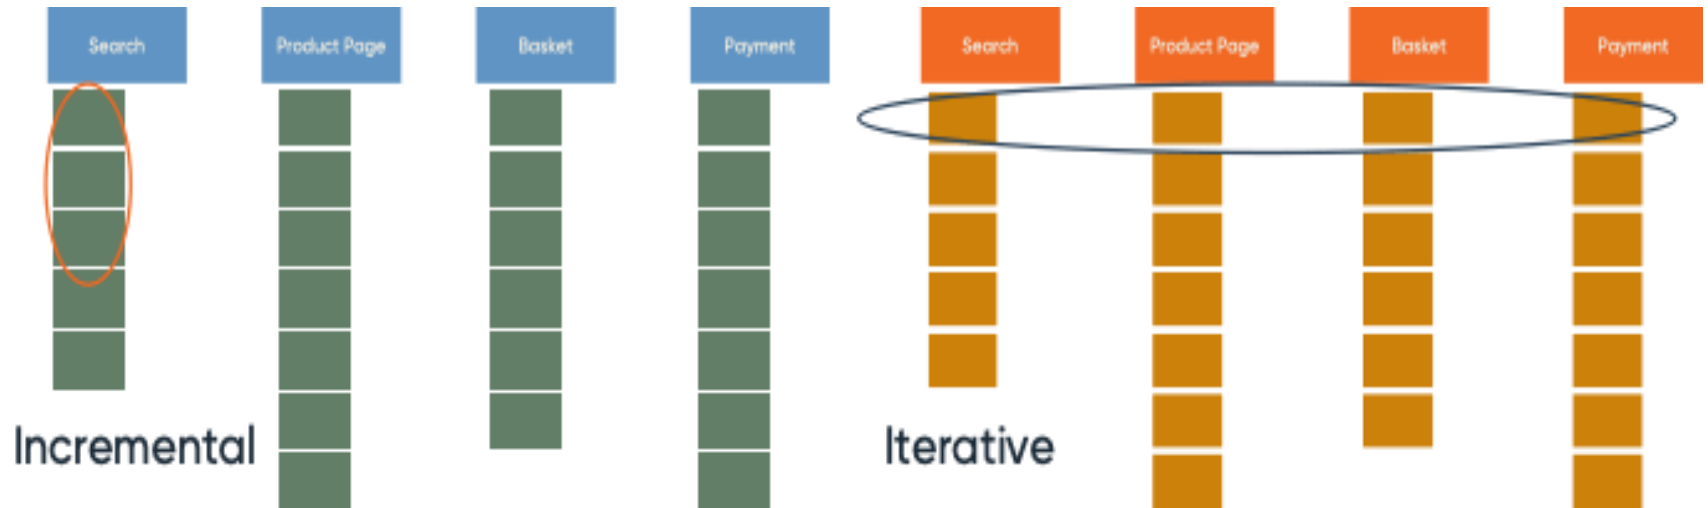 Search Product Page Basket Payment
Search Product Page Basket Payment
Incremental
Iterative